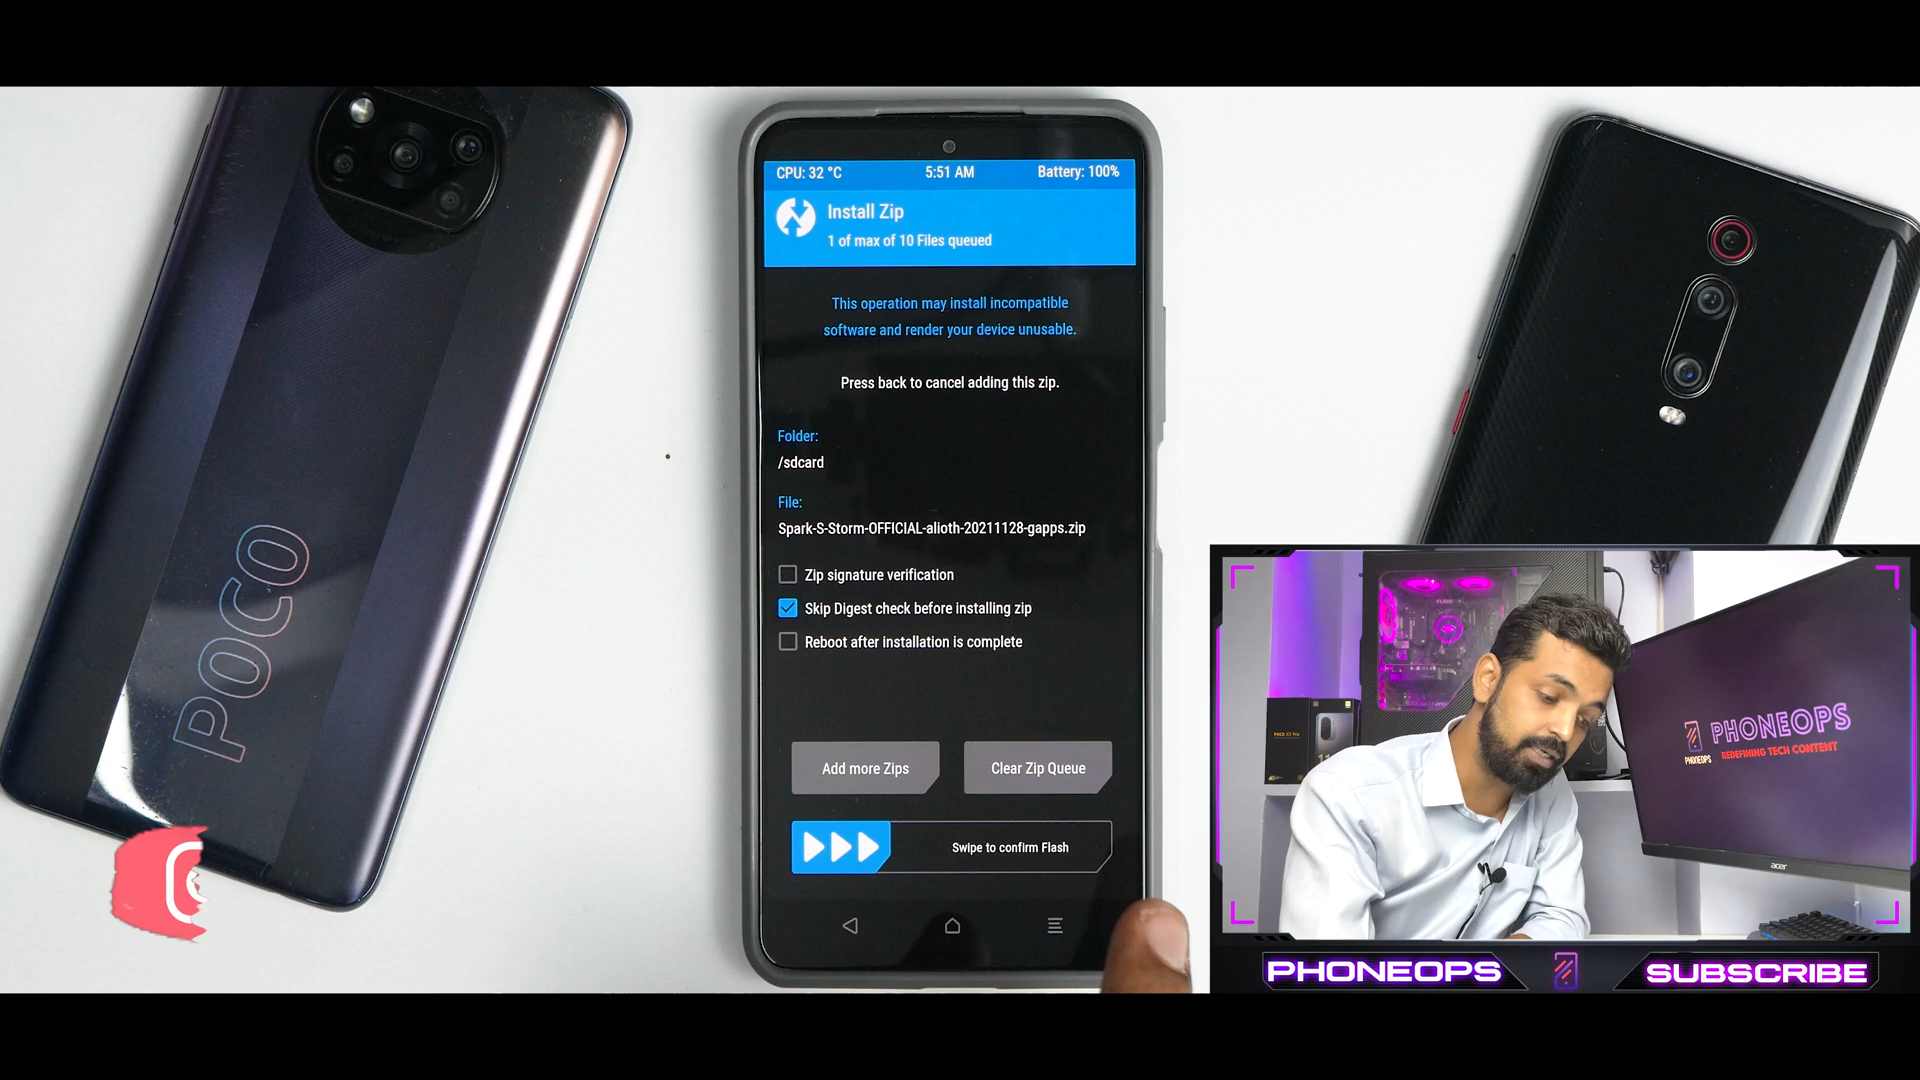 POCO
CPU: 32 °C
5:51 AM
Battery: 100%
Install Zip
1 of max of 10 Files queued
This operation may install incompatible
software and render your device unusable.
Press back to cancel adding this zip.
Folder:
/sdcard
File:
Spark-S-Storm-OFFICIAL-alioth-20211128-gapps.zip
Zip signature verification
Skip Digest check before installing zip
Reboot after installation is complete
Add more Zips
Clear Zip Queue
Swipe to confirm Flash
PHONEOPS
REDEFINING TECH CONTENT
PHONEOPS
acer
PHONEOPS
SUBSCRIBE